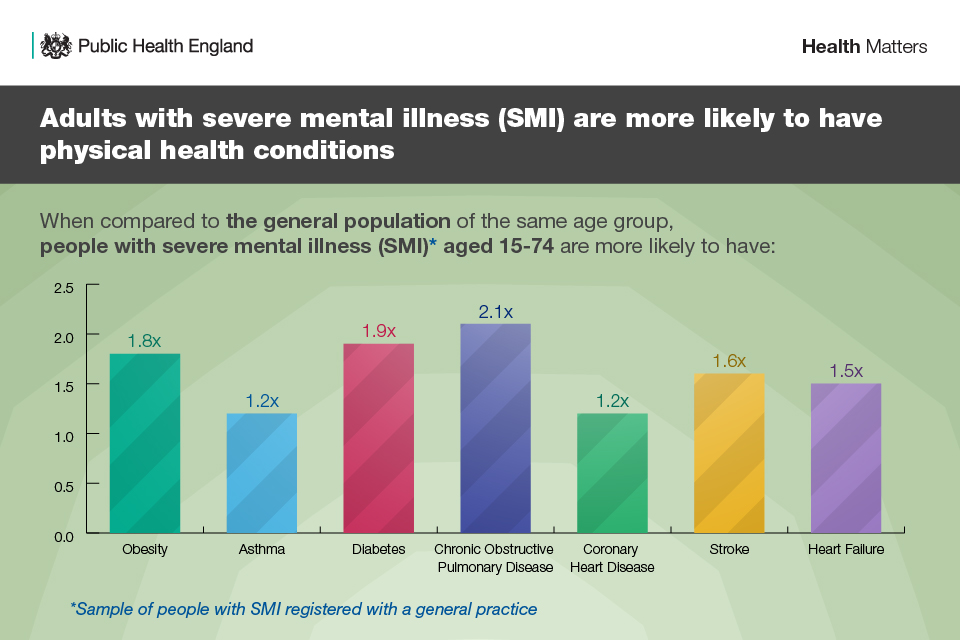 Public Health England
Health Matters
Adults with severe mental illness (SMI) are more likely to have
physical health conditions
When compared to the general population of the same age group,
people with severe mental illness (SMI)* aged 15-74 are more likely to have:
2.5
2.0
1.5
1.0
0.5
0.0
1.8x
1.2x
1.9x
2.1x
1.2x
1.6x
1.5x
Obesity
Asthma
Diabetes
Chronic Obstructive
Pulmonary Disease
Coronary
Heart Disease
Stroke
Heart Failure
*Sample of people with SMI registered with a general practice